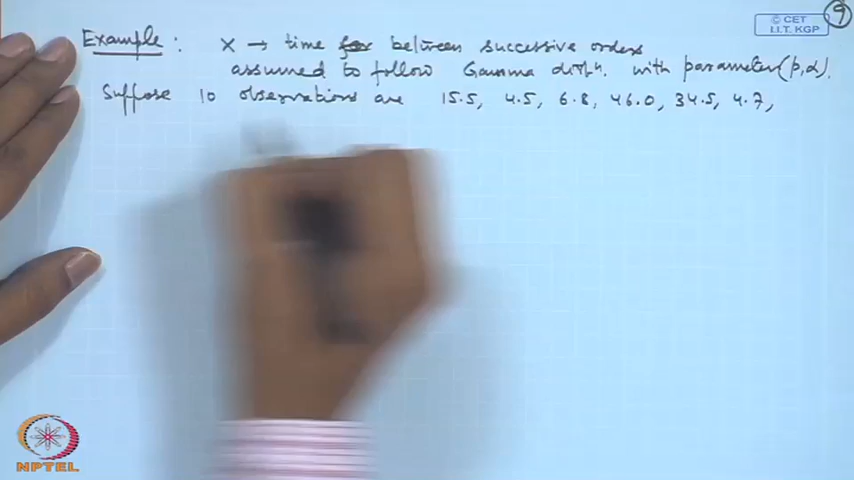 Example : X → time between successive orders
assumed to follow Gamma distⁿ. with parameter (p,α).
Suppose 10 observations are 15.5, 4.5, 6.8, 46.0, 34.5, 4.7,
© CET
I.I.T. KGP
9
NPTEL